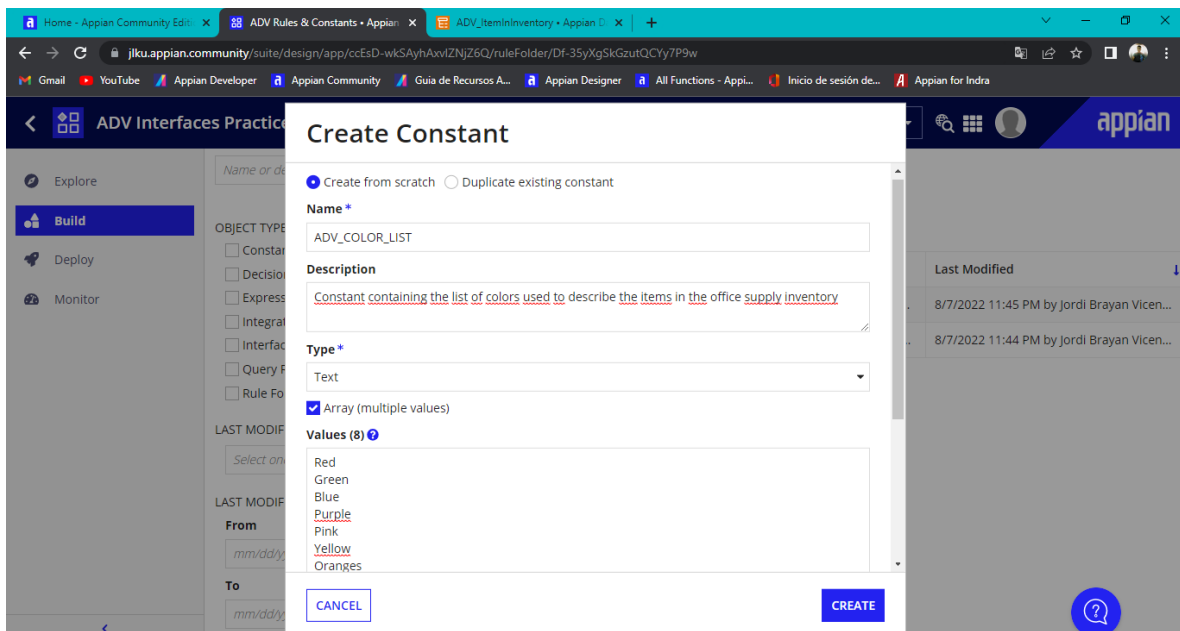 Home - Appian Community Editi
ADV Rules & Constants • Appian
ADV_ItemInInventory • Appian D
jlku.appian.community/suite/design/app/ccEsD-wkSAyhAxvlZNjZ6Q/ruleFolder/Df-35yXgSkGzutQCYy7P9w
Gmail YouTube Appian Developer Appian Community Guia de Recursos A... Appian Designer All Functions - Appi... Inicio de sesión de... Appian for Indra
ADV Interfaces Practice
appian
Explore
Build
Deploy
Monitor
Name or de
OBJECT TYPE
Constan
Decision
Express
Integrat
Interfac
Query R
Rule Fo
LAST MODIF
Select on
LAST MODIF
From
mm/dd/y
To
mm/dd/y
Create Constant
Create from scratch Duplicate existing constant
Name *
ADV_COLOR_LIST
Description
Constant containing the list of colors used to describe the items in the office supply inventory
Type *
Text
Array (multiple values)
Values (8)
Red
Green
Blue
Purple
Pink
Yellow
Oranges
CANCEL
CREATE
Last Modified
8/7/2022 11:45 PM by Jordi Brayan Vicen...
8/7/2022 11:44 PM by Jordi Brayan Vicen...